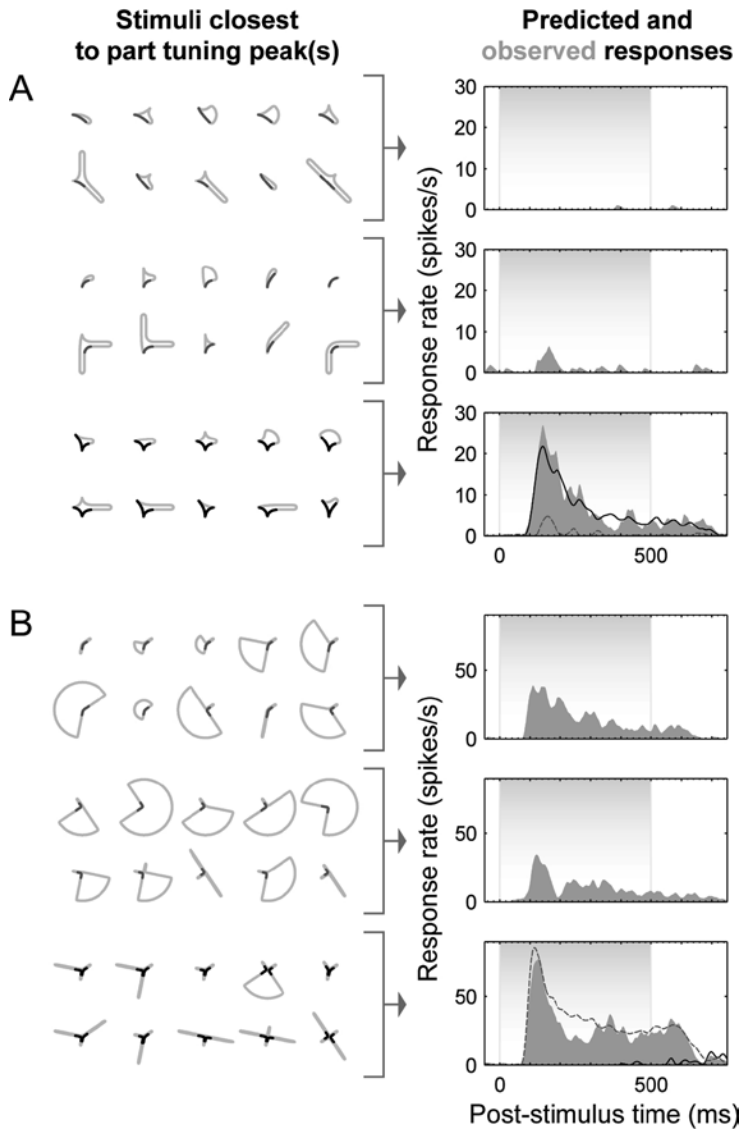 Stimuli closest
to part tuning peak(s)
Predicted and
observed responses
A
Response rate (spikes/s)
30
20
10
0
30
20
10
0
30
20
10
0
0
500
B
Response rate (spikes/s)
50
0
50
0
50
0
0
500
Post-stimulus time (ms)